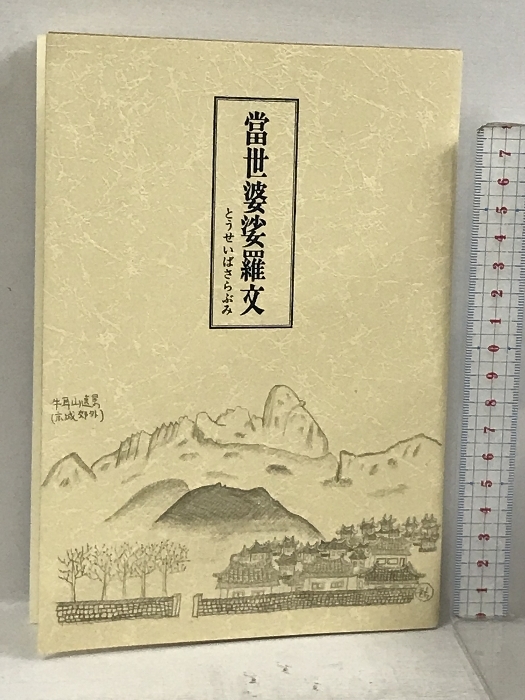 當世婆娑羅文
とうせいばさらぶみ
牛耳山遠景
(京城郊外)